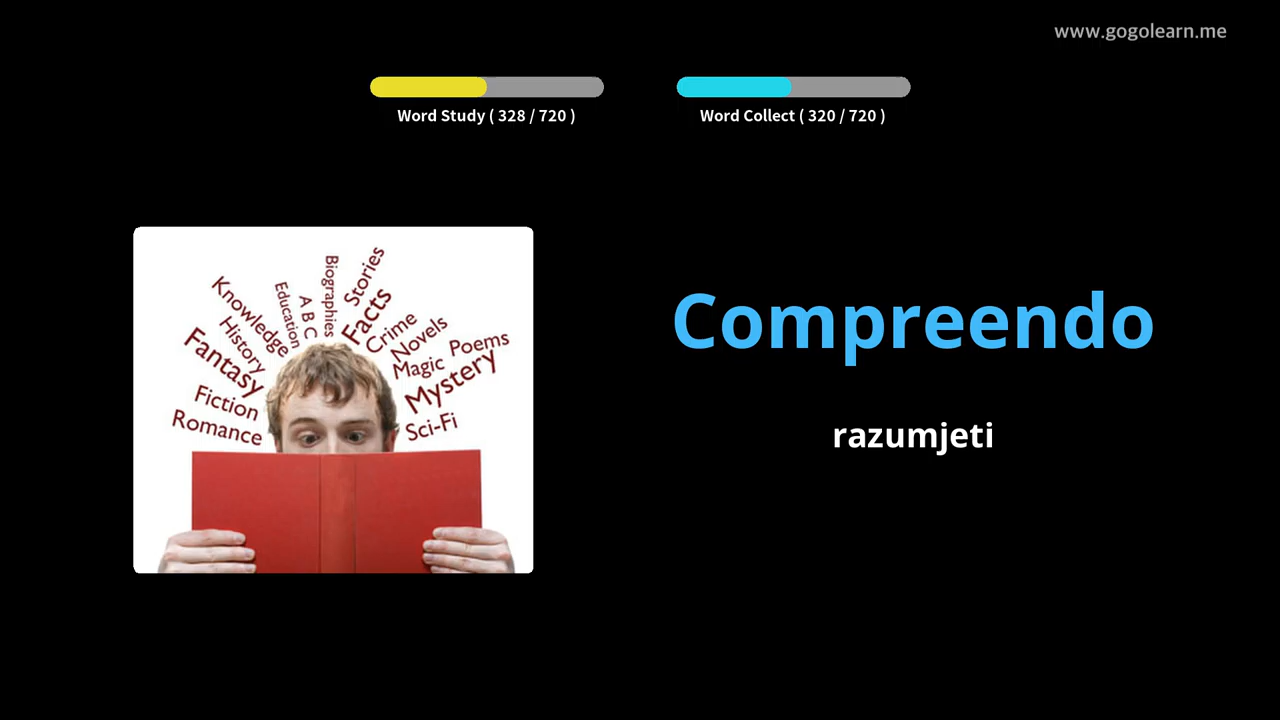 www.gogolearn.me
Word Study ( 328 / 720 )
Word Collect ( 320 / 720 )
Compreendo
razumjeti
Knowledge
Education
A B C
Biographies
Stories
Facts
Crime
Novels
Poems
History
Fantasy
Magic
Mystery
Fiction
Romance
Sci-Fi